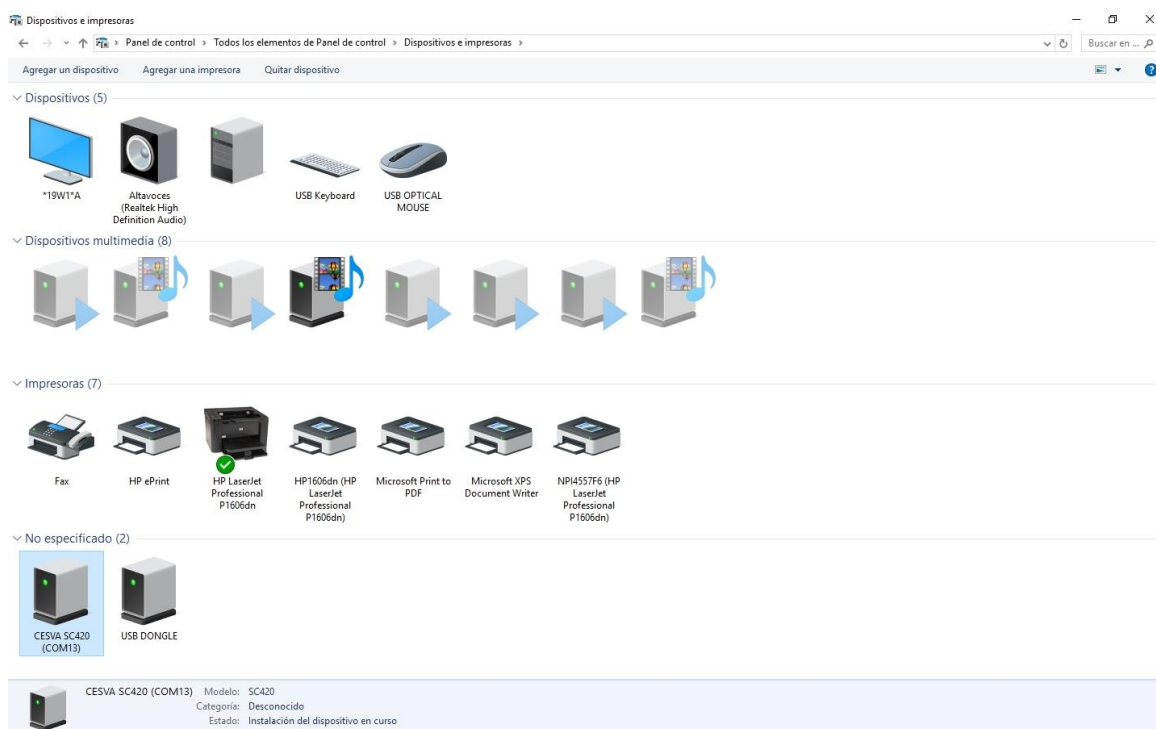 Dispositivos e impresoras
Panel de control > Todos los elementos de Panel de control > Dispositivos e impresoras >
Buscar en ...
Agregar un dispositivo Agregar una impresora Quitar dispositivo
Dispositivos (5)
*19W1*A
Altavoces
(Realtek High
Definition Audio)
USB Keyboard
USB OPTICAL
MOUSE
Dispositivos multimedia (8)
Impresoras (7)
Fax
HP ePrint
HP LaserJet
Professional
P1606dn
HP1606dn (HP
LaserJet
Professional
P1606dn)
Microsoft Print to
PDF
Microsoft XPS
Document Writer
NPI4557F6 (HP
LaserJet
Professional
P1606dn)
No especificado (2)
CESVA SC420
(COM13)
USB DONGLE
CESVA SC420 (COM13) Modelo: SC420
Categoría: Desconocido
Estado: Instalación del dispositivo en curso